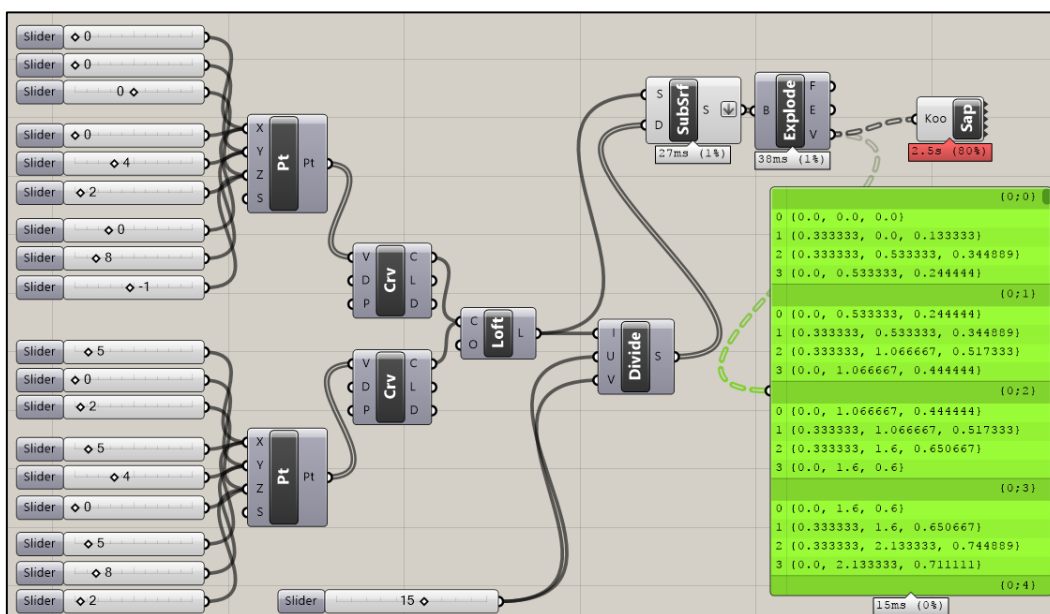 Slider 0
Slider 0
Slider 0
Slider 0
Slider 4
Slider 2
Slider 0
Slider 8
Slider -1
X
Y
Z
S
Pt
Pt
V
D
P
Crv
C
L
D
Slider 5
Slider 0
Slider 2
Slider 5
Slider 4
Slider 0
Slider 5
Slider 8
Slider 2
X
Y
Z
S
Pt
Pt
V
D
P
Crv
C
L
D
C
O
Loft
L
Slider 15
I
U
V
Divide
S
S
D
SubSrf
S
27ms (1%)
B
Explode
F
E
V
38ms (1%)
Koo
Sap
2.5s (80%)
{0;0}
0 {0.0, 0.0, 0.0}
1 {0.333333, 0.0, 0.133333}
2 {0.333333, 0.533333, 0.344889}
3 {0.0, 0.533333, 0.244444}
{0;1}
0 {0.0, 0.533333, 0.244444}
1 {0.333333, 0.533333, 0.344889}
2 {0.333333, 1.066667, 0.517333}
3 {0.0, 1.066667, 0.444444}
{0;2}
0 {0.0, 1.066667, 0.444444}
1 {0.333333, 1.066667, 0.517333}
2 {0.333333, 1.6, 0.650667}
3 {0.0, 1.6, 0.6}
{0;3}
0 {0.0, 1.6, 0.6}
1 {0.333333, 1.6, 0.650667}
2 {0.333333, 2.133333, 0.744889}
3 {0.0, 2.133333, 0.711111}
{0;4}
15ms (0%)